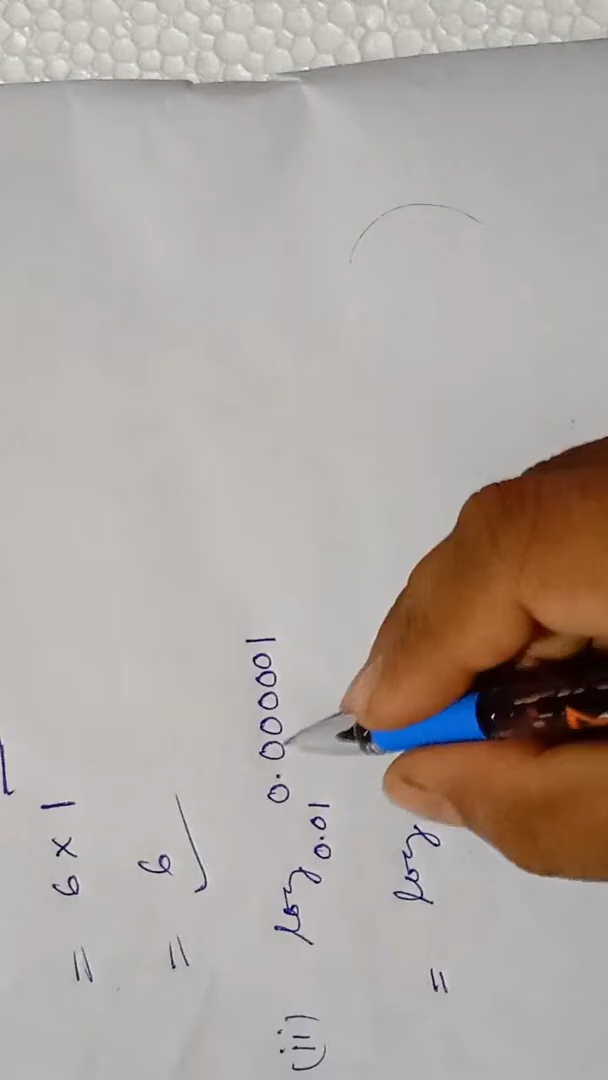 = 6 × 1
= 6 ✓
(ii) log₀.₀₁ 0.000001
= log